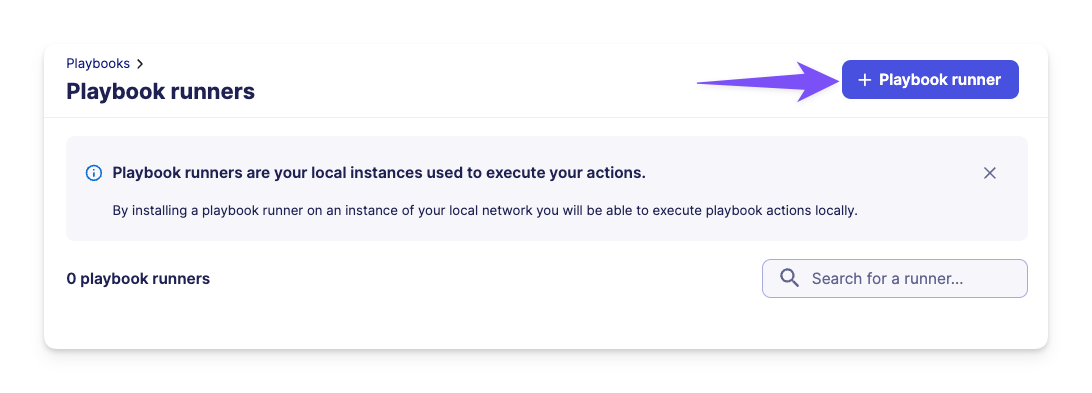 Playbooks
Playbook runners
+ Playbook runner
Playbook runners are your local instances used to execute your actions.
By installing a playbook runner on an instance of your local network you will be able to execute playbook actions locally.
0 playbook runners
Search for a runner...